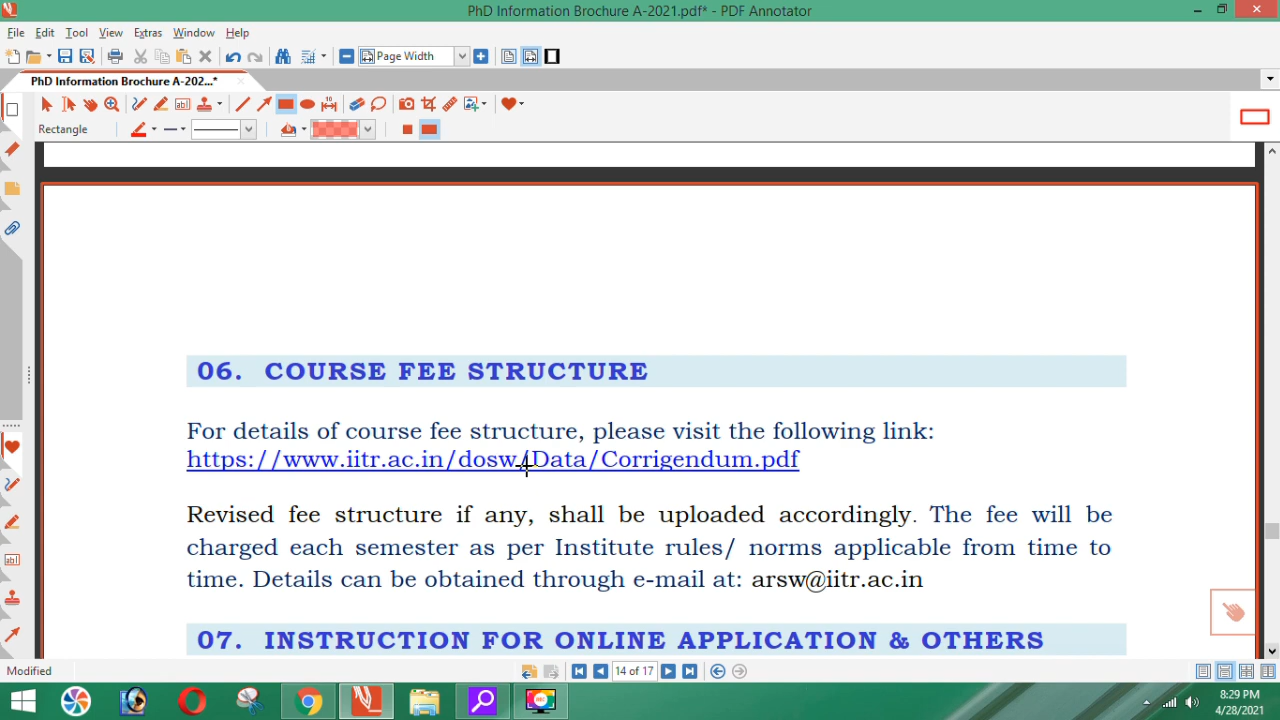 PhD Information Brochure A-2021.pdf* - PDF Annotator
File Edit Tool View Extras Window Help
Page Width
PhD Information Brochure A-202...*
Rectangle
06. COURSE FEE STRUCTURE
For details of course fee structure, please visit the following link:
https://www.iitr.ac.in/dosw/Data/Corrigendum.pdf
Revised fee structure if any, shall be uploaded accordingly. The fee will be
charged each semester as per Institute rules/ norms applicable from time to
time. Details can be obtained through e-mail at: arsw@iitr.ac.in
07. INSTRUCTION FOR ONLINE APPLICATION & OTHERS
Modified
14 of 17
8:29 PM
4/28/2021